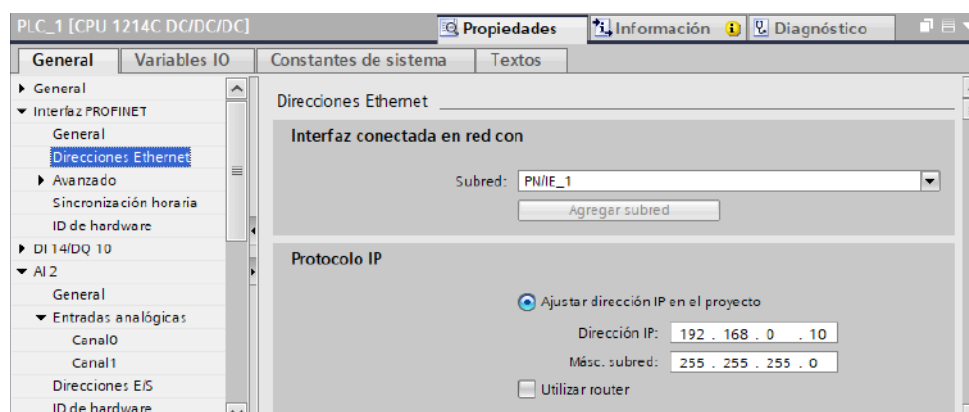 PLC_1 [CPU 1214C DC/DC/DC]
Propiedades
Información
Diagnóstico
General
Variables IO
Constantes de sistema
Textos
General
Interfaz PROFINET
General
Direcciones Ethernet
Avanzado
Sincronización horaria
ID de hardware
DI 14/DQ 10
AI 2
General
Entradas analógicas
Canal0
Canal1
Direcciones E/S
ID de hardware
Direcciones Ethernet
Interfaz conectada en red con
Subred: PN/IE_1
Agregar subred
Protocolo IP
Ajustar dirección IP en el proyecto
Dirección IP: 192 . 168 . 0 . 10
Másc. subred: 255 . 255 . 255 . 0
Utilizar router